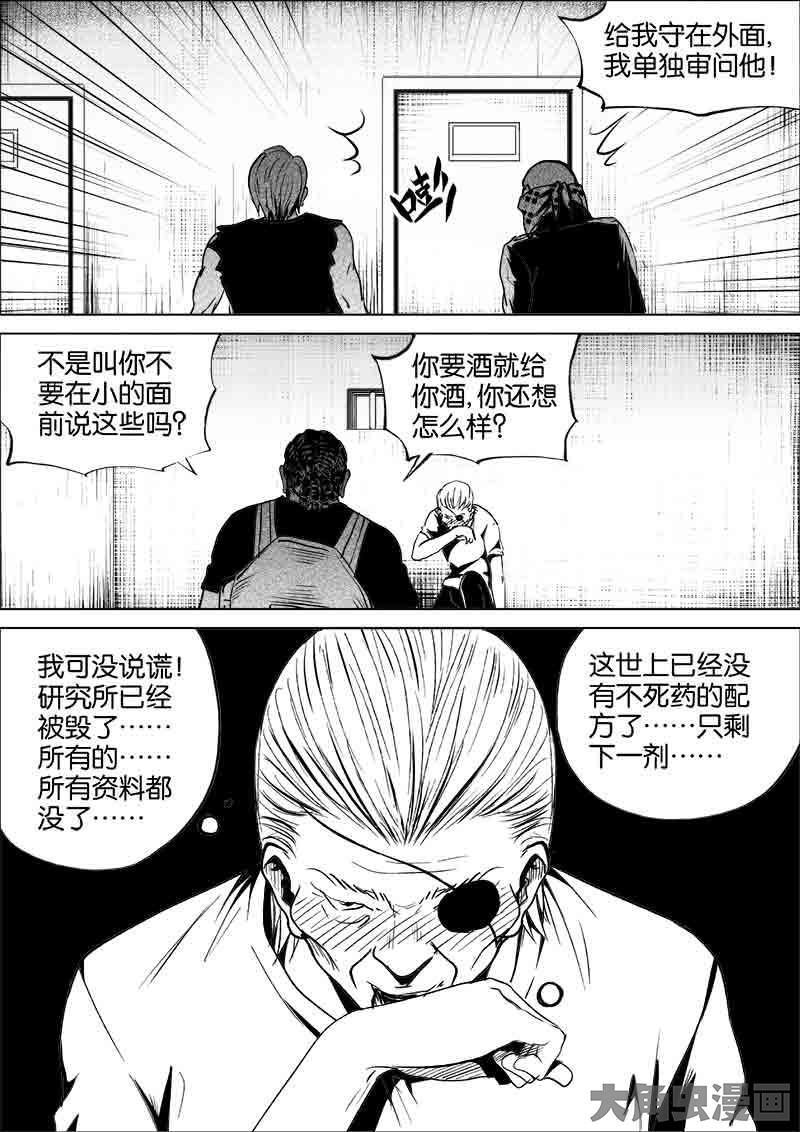 给我守在外面,
我单独审问他!
嘭
不是叫你不
要在小的面
前说这些吗?
你要酒就给
你酒,你还想
怎么样?
我可没说谎!
研究所已经
被毁了……
所有的……
所有资料都
没了……
这世上已经没
有不死药的配
方了……只剩
下一剂……
大角虫漫画